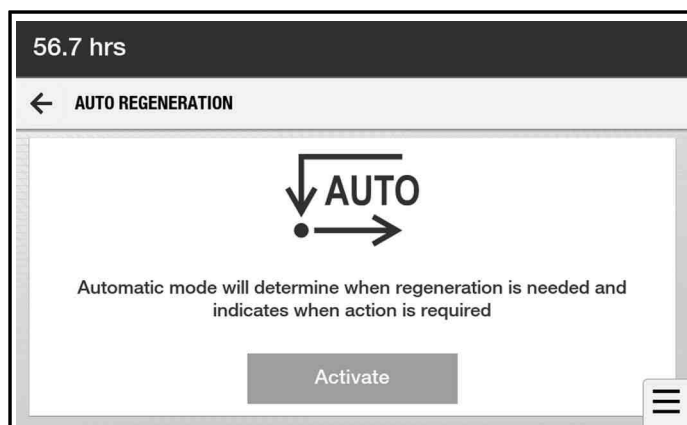 56.7 hrs
AUTO REGENERATION
AUTO
Automatic mode will determine when regeneration is needed and
indicates when action is required
Activate